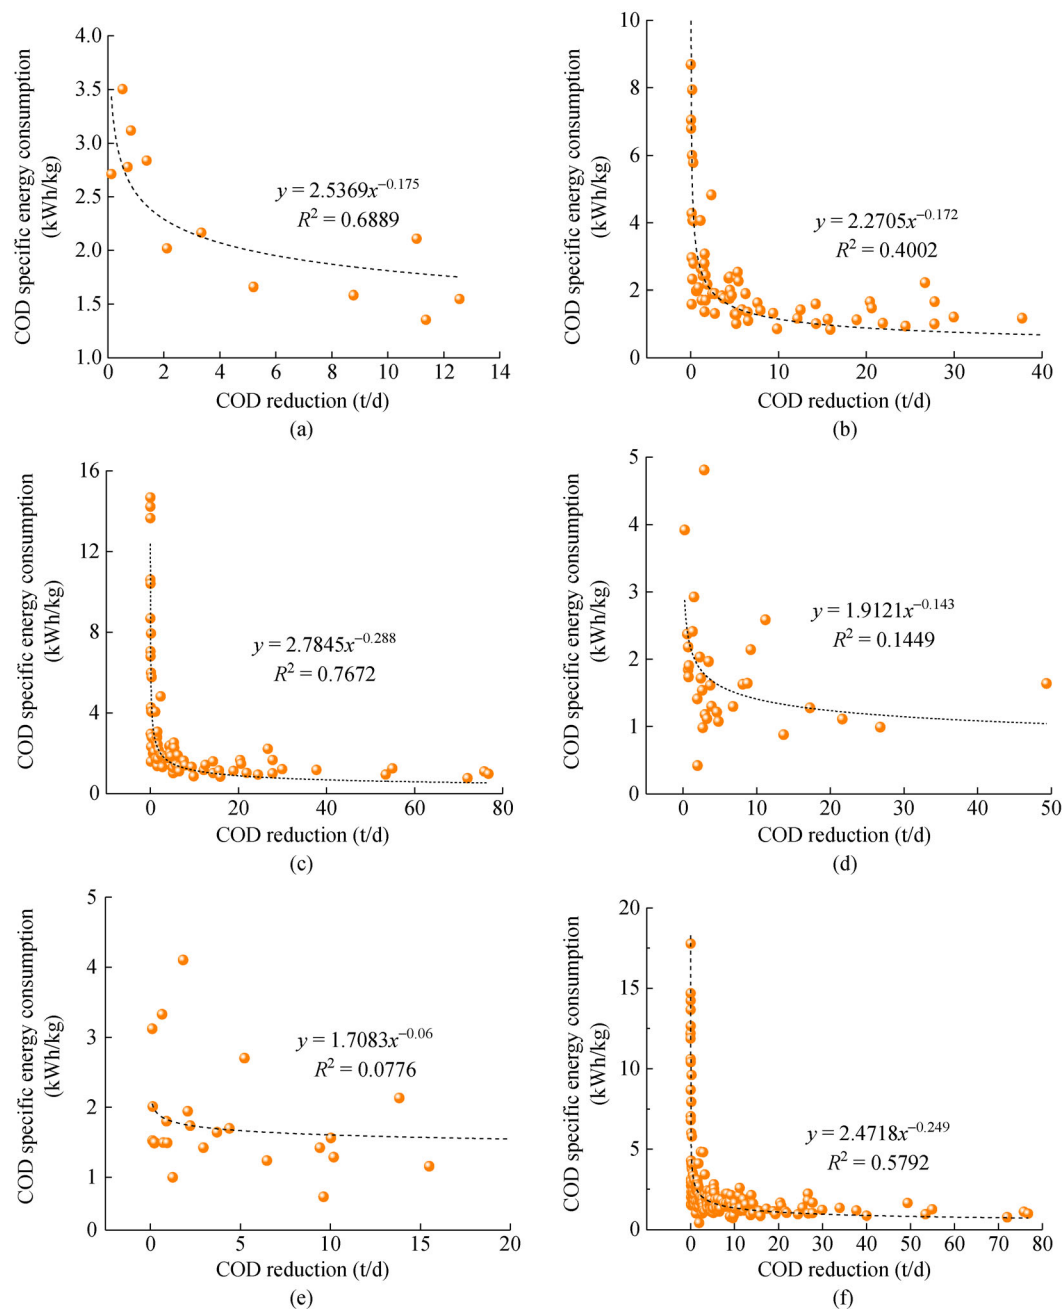 COD specific energy consumption
(kWh/kg)
4.0
3.5
3.0
2.5
2.0
1.5
1.0
y = 2.5369x^−0.175
R² = 0.6889
0 2 4 6 8 10 12 14
COD reduction (t/d)
(a)
COD specific energy consumption
(kWh/kg)
10
8
6
4
2
0
y = 2.2705x^−0.172
R² = 0.4002
0 10 20 30 40
COD reduction (t/d)
(b)
COD specific energy consumption
(kWh/kg)
16
12
8
4
0
y = 2.7845x^−0.288
R² = 0.7672
0 20 40 60 80
COD reduction (t/d)
(c)
COD specific energy consumption
(kWh/kg)
5
4
3
2
1
0
y = 1.9121x^−0.143
R² = 0.1449
0 10 20 30 40 50
COD reduction (t/d)
(d)
COD specific energy consumption
(kWh/kg)
5
4
3
2
1
0
y = 1.7083x^−0.06
R² = 0.0776
0 5 10 15 20
COD reduction (t/d)
(e)
COD specific energy consumption
(kWh/kg)
20
15
10
5
0
y = 2.4718x^−0.249
R² = 0.5792
0 10 20 30 40 50 60 70 80
COD reduction (t/d)
(f)